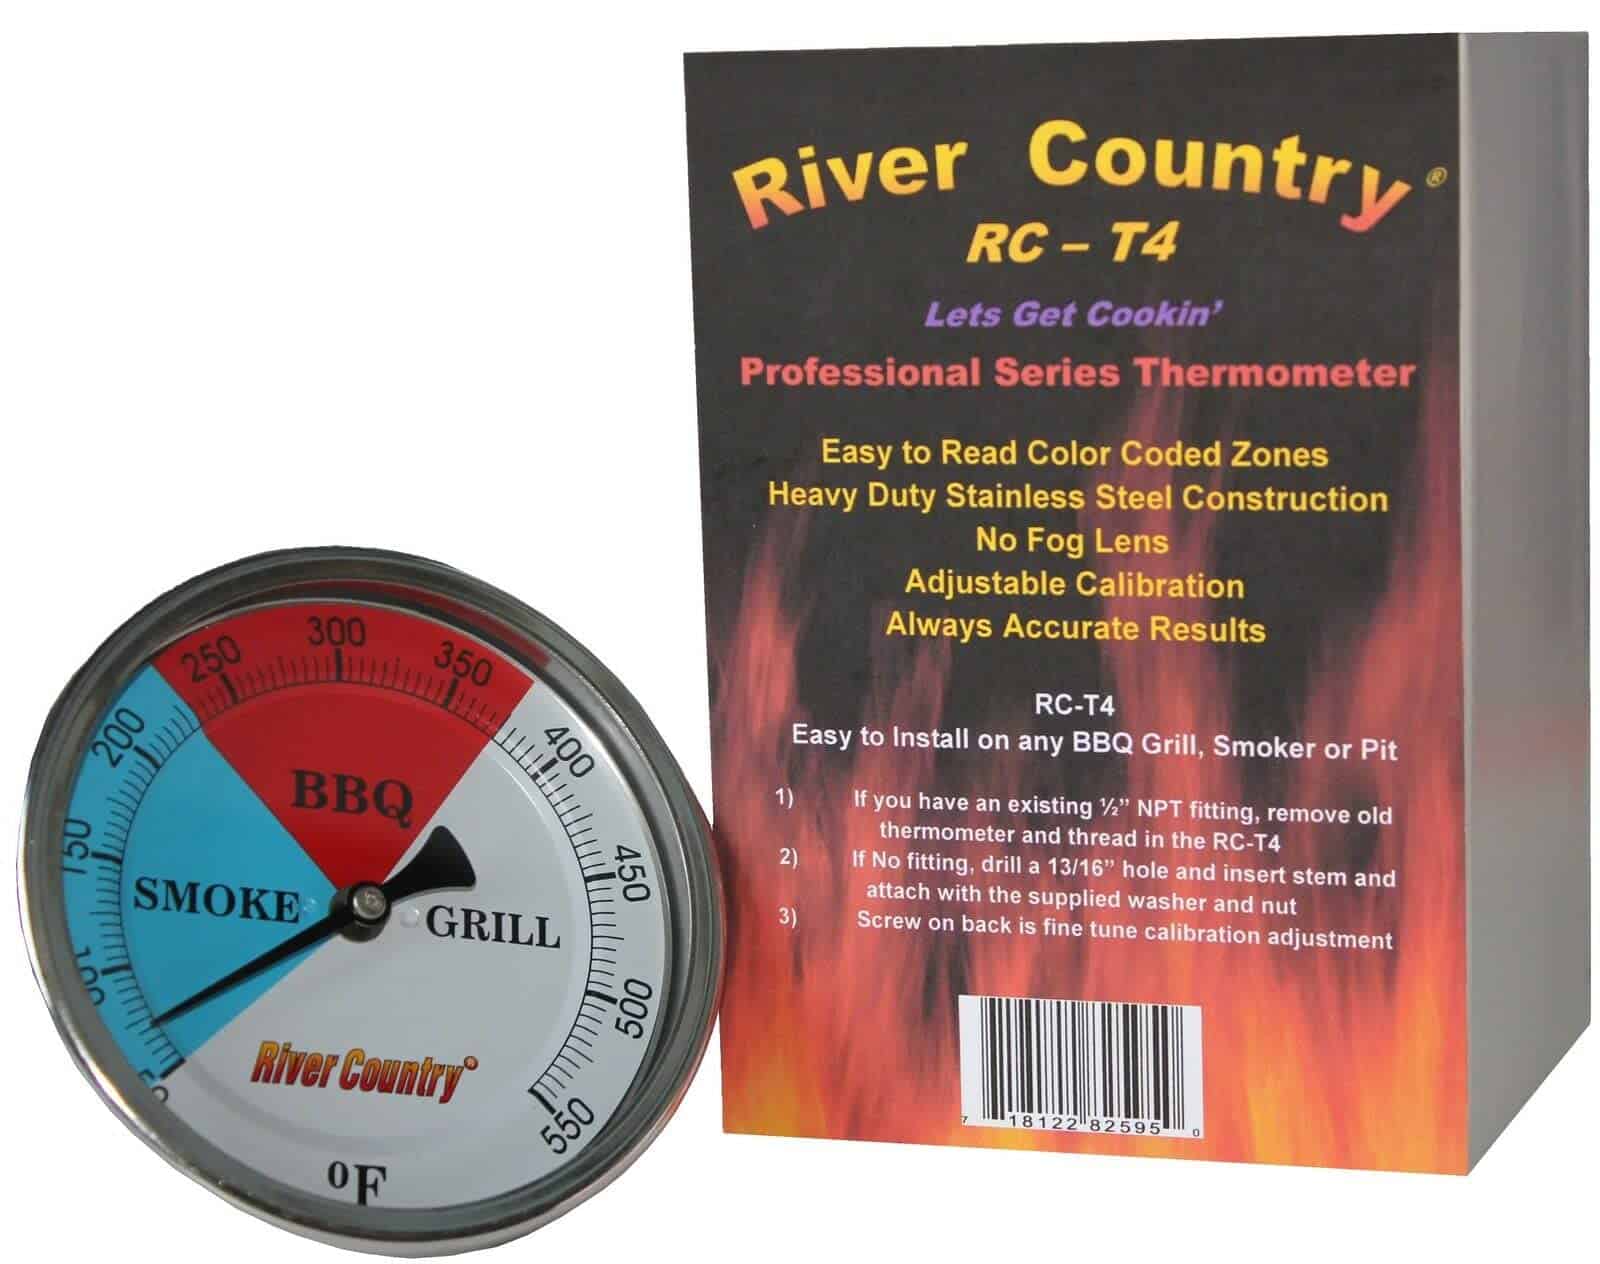 River Country®
RC – T4
Lets Get Cookin’
Professional Series Thermometer
Easy to Read Color Coded Zones
Heavy Duty Stainless Steel Construction
No Fog Lens
Adjustable Calibration
Always Accurate Results
RC-T4
Easy to Install on any BBQ Grill, Smoker or Pit
1) If you have an existing ½” NPT fitting, remove old
thermometer and thread in the RC-T4
2) If No fitting, drill a 13/16” hole and insert stem and
attach with the supplied washer and nut
3) Screw on back is fine tune calibration adjustment
7 18122 82595 0
50
100
150
200
250
300
350
400
450
500
550
BBQ
SMOKE
GRILL
River Country®
ºF